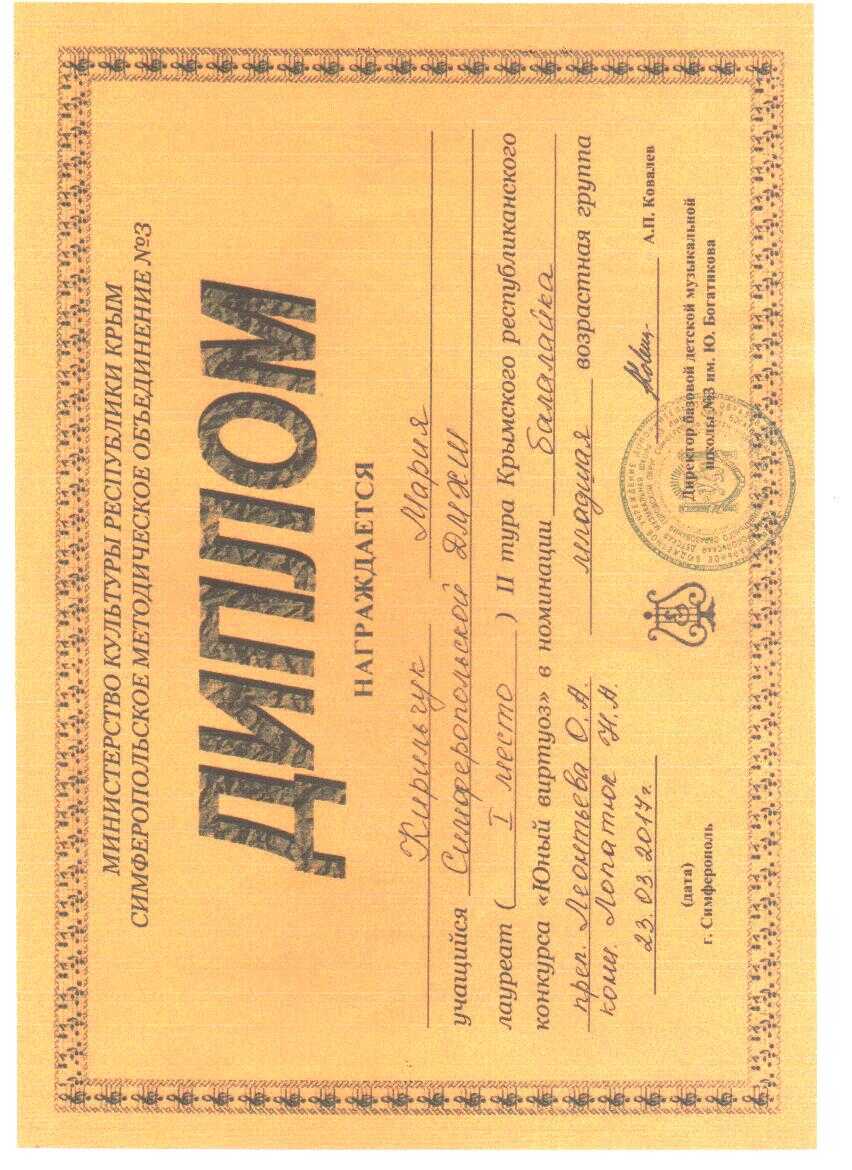 МИНИСТЕРСТВО КУЛЬТУРЫ РЕСПУБЛИКИ КРЫМ
СИМФЕРОПОЛЬСКОЕ МЕТОДИЧЕСКОЕ ОБЪЕДИНЕНИЕ №3
ДИПЛОМ
НАГРАЖДАЕТСЯ
Кирильчук Мария
учащийся Симферопольской ДМХШ
лауреат ( I место ) II тура Крымского республиканского
конкурса «Юный виртуоз» в номинации балалайка
преп. Леонтьева О.А. младшая возрастная группа
конц. Лопатюк Н.А.
23.03.2017г. А.П. Ковалев
(дата) Директор базовой детской музыкальной
г. Симферополь школы №3 им. Ю. Богатикова